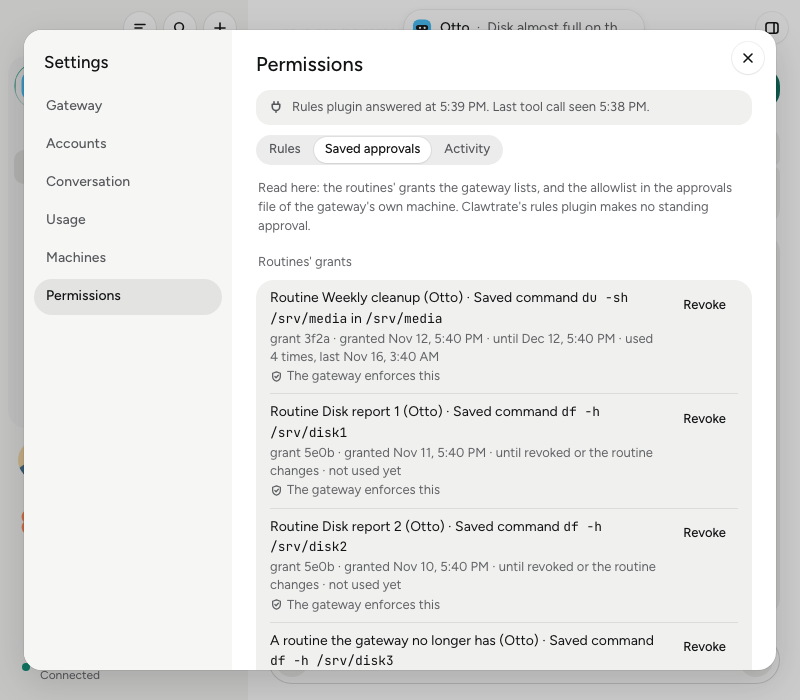 Otto · Disk almost full on th
Settings
Gateway
Accounts
Conversation
Usage
Machines
Permissions
Connected
Permissions
Rules plugin answered at 5:39 PM. Last tool call seen 5:38 PM.
Rules Saved approvals Activity
Read here: the routines' grants the gateway lists, and the allowlist in the approvals
file of the gateway's own machine. Clawtrate's rules plugin makes no standing
approval.
Routines' grants
Routine Weekly cleanup (Otto) · Saved command du -sh
/srv/media in /srv/media
grant 3f2a · granted Nov 12, 5:40 PM · until Dec 12, 5:40 PM · used
4 times, last Nov 16, 3:40 AM
The gateway enforces this
Revoke
Routine Disk report 1 (Otto) · Saved command df -h
/srv/disk1
grant 5e0b · granted Nov 11, 5:40 PM · until revoked or the routine
changes · not used yet
The gateway enforces this
Revoke
Routine Disk report 2 (Otto) · Saved command df -h
/srv/disk2
grant 5e0b · granted Nov 10, 5:40 PM · until revoked or the routine
changes · not used yet
The gateway enforces this
Revoke
A routine the gateway no longer has (Otto) · Saved command
df -h /srv/disk3
Revoke